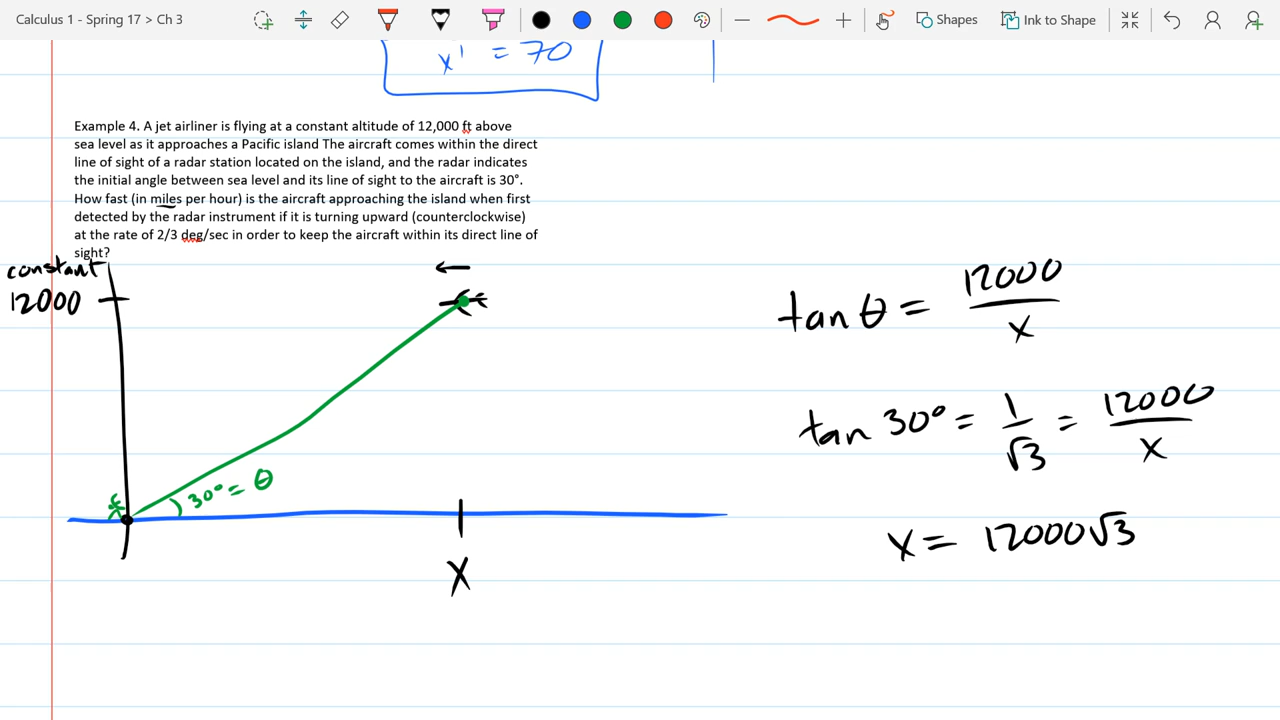 Calculus 1 - Spring 17 > Ch 3
Shapes
Ink to Shape
x' = 70
Example 4. A jet airliner is flying at a constant altitude of 12,000 ft above
sea level as it approaches a Pacific island The aircraft comes within the direct
line of sight of a radar station located on the island, and the radar indicates
the initial angle between sea level and its line of sight to the aircraft is 30°.
How fast (in miles per hour) is the aircraft approaching the island when first
detected by the radar instrument if it is turning upward (counterclockwise)
at the rate of 2/3 deg/sec in order to keep the aircraft within its direct line of
sight?
constant
12000
30° = θ
x
tan θ = 12000/x
tan 30° = 1/√3 = 12000/x
x = 12000√3